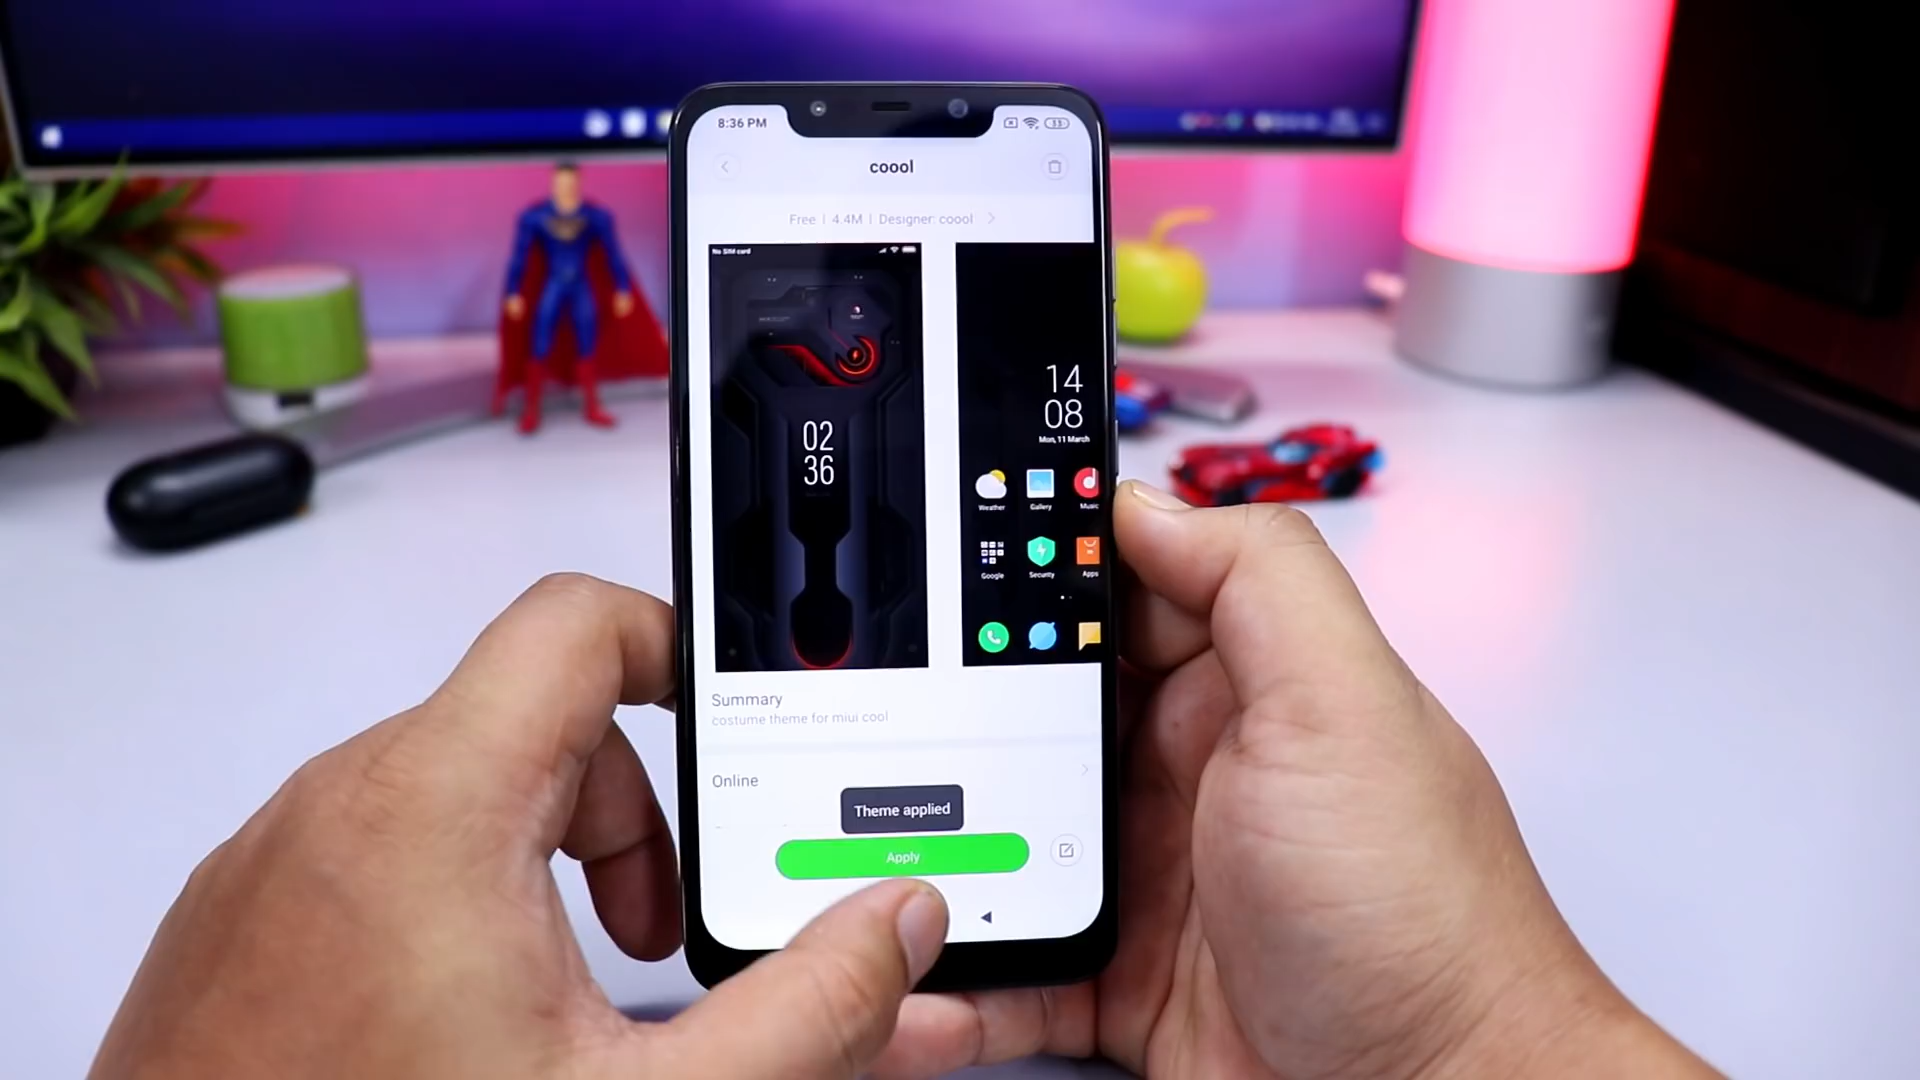 8:36 PM
33
coool
Free | 4.4M | Designer: coool
No SIM card
02
36
14
08
Mon, 11 March
Weather
Gallery
Music
Google
Security
Apps
Summary
costume theme for miui cool
Online
Theme applied
Apply